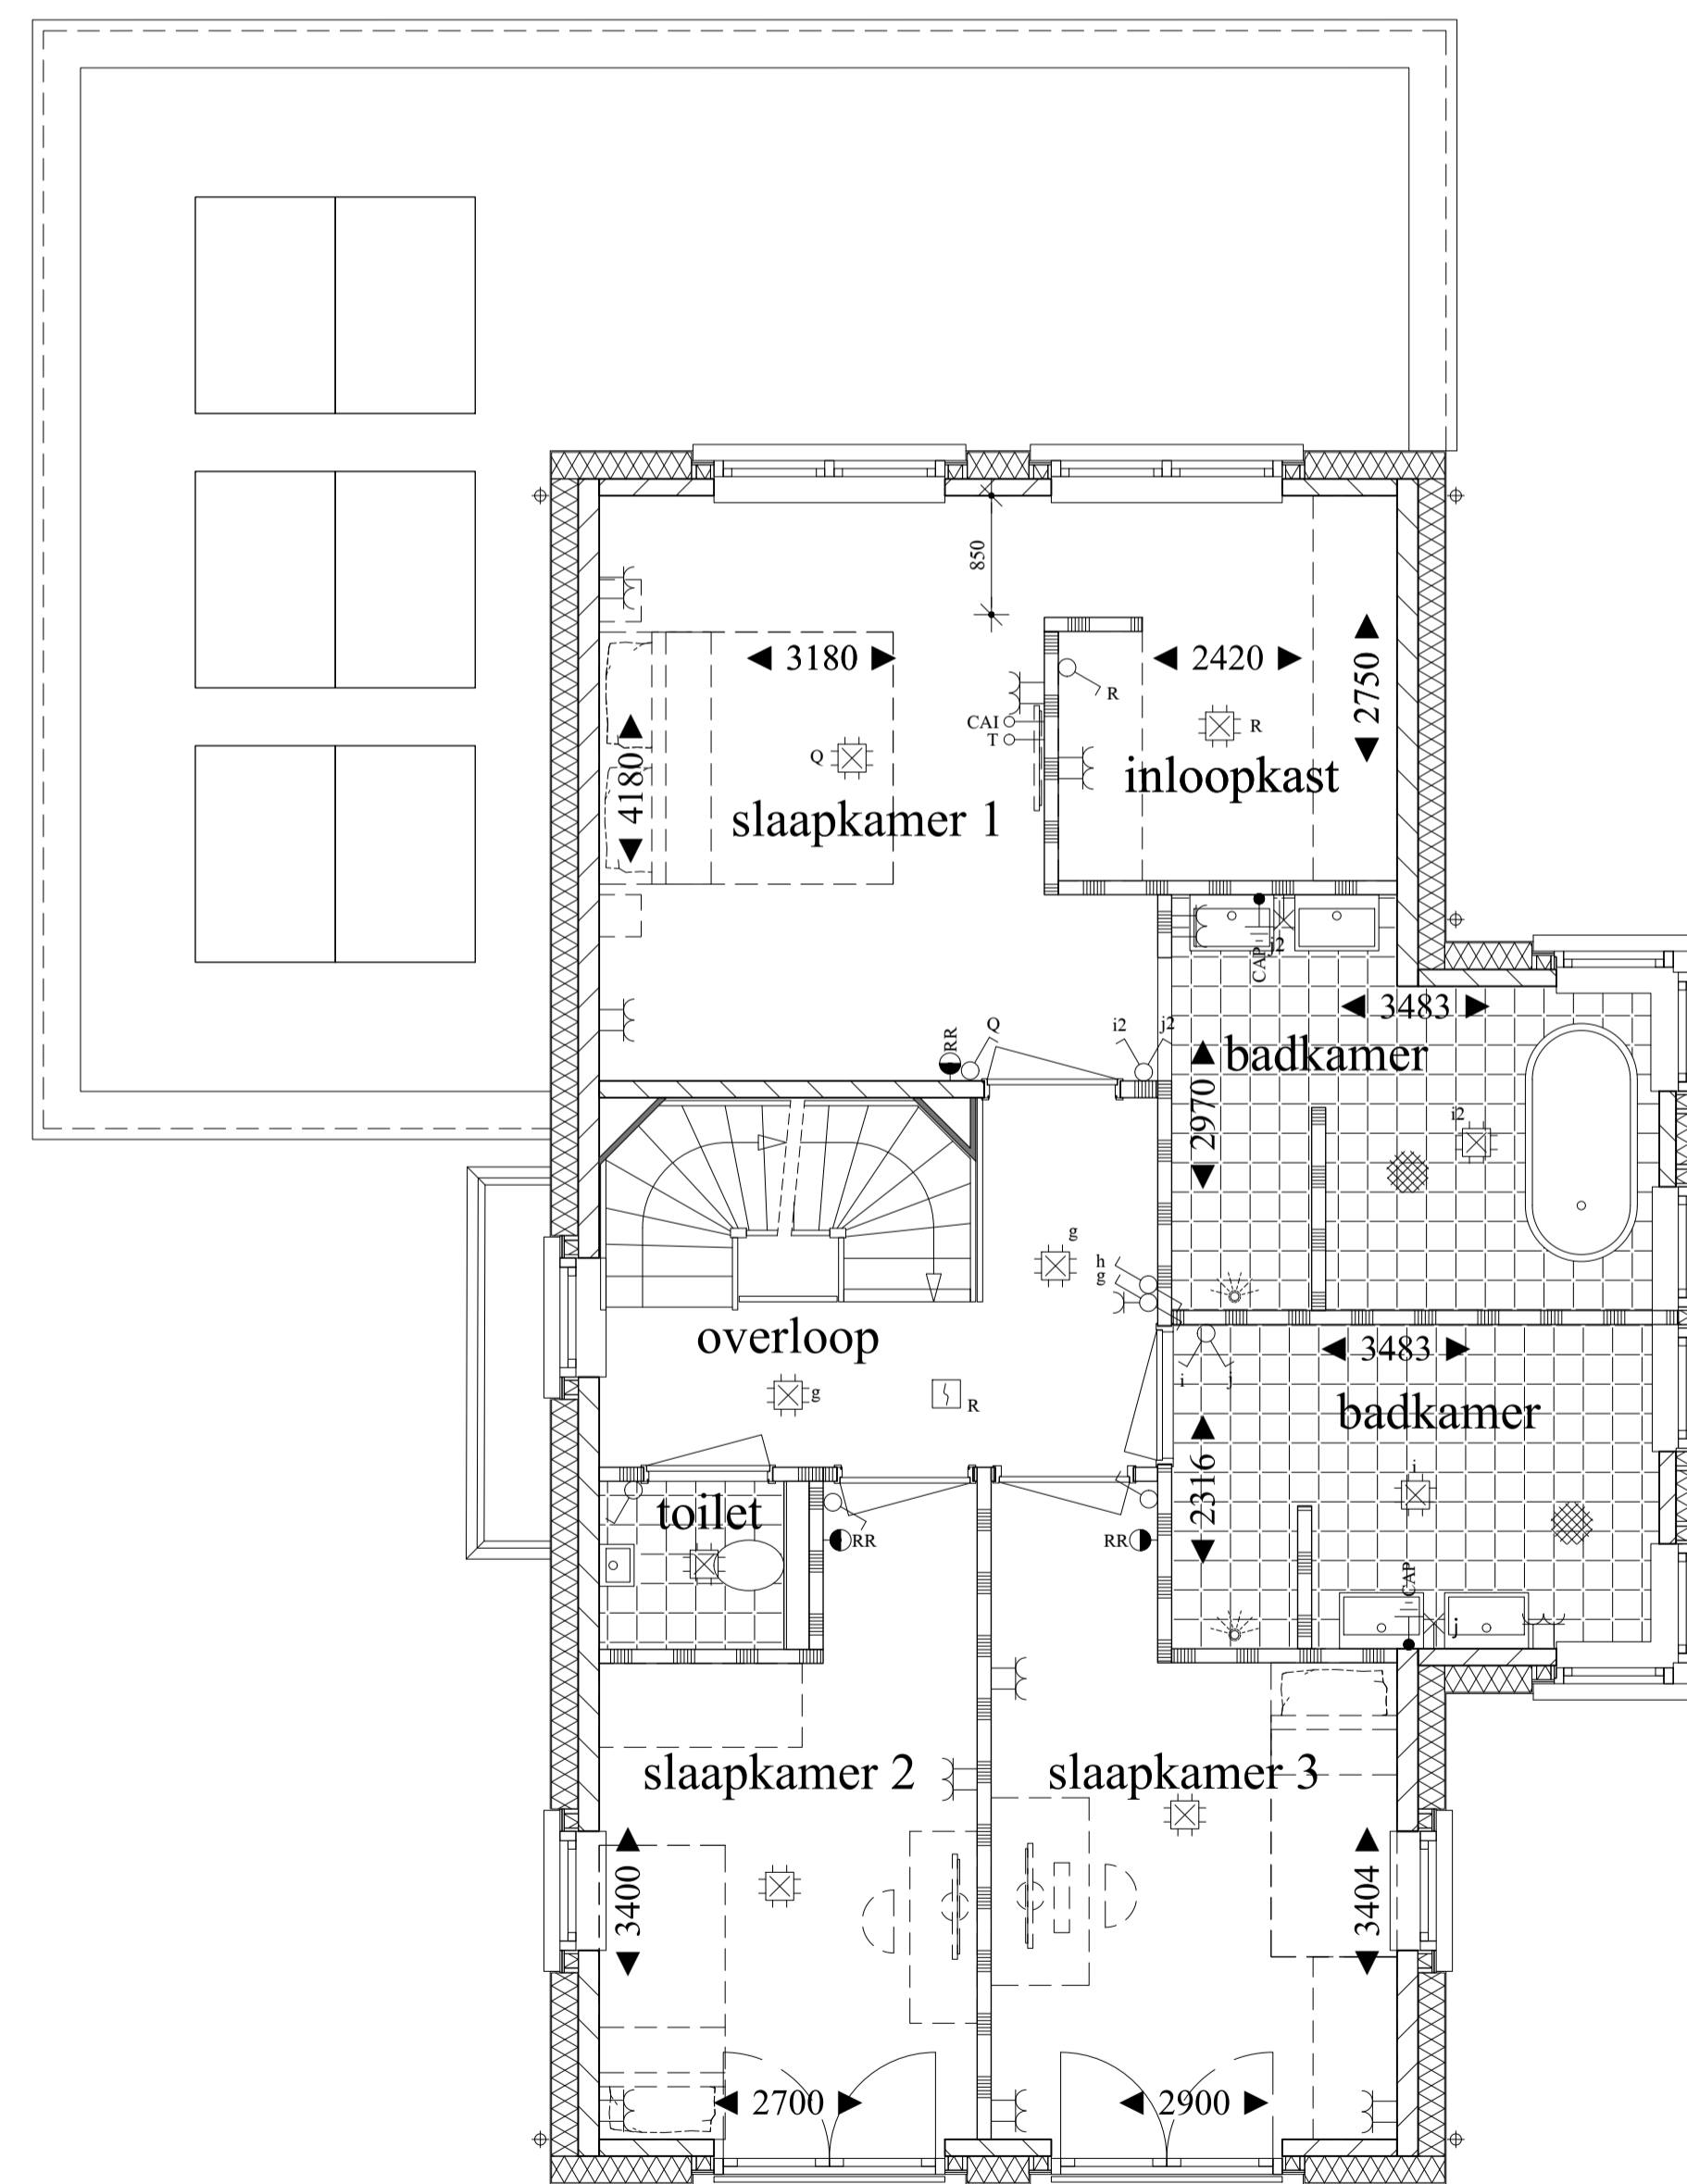 850
3180
2420
2750
R
CAI
T
R
Q
inloopkast
4180
slaapkamer 1
j2
CAP
3483
RR
Q
i2
j2
badkamer
2970
i2
g
h
g
overloop
3483
i
j
g
R
badkamer
2316
i
toilet
RR
RR
CAP
j
slaapkamer 2
slaapkamer 3
3400
3404
2700
2900